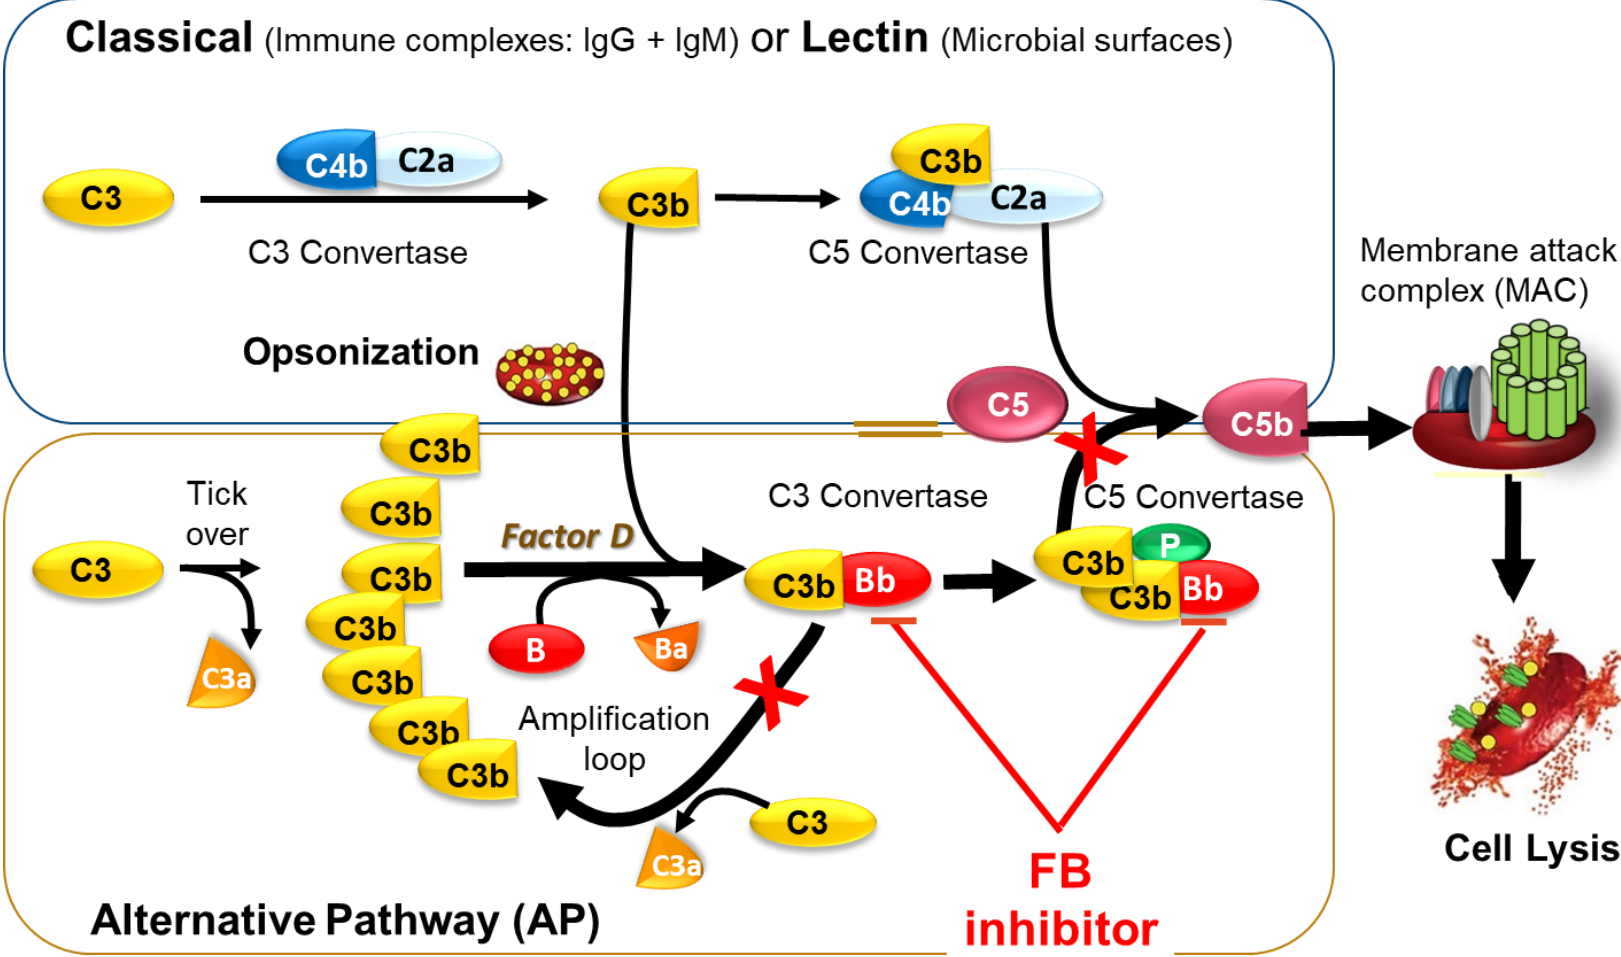 Classical (Immune complexes: IgG + IgM) or Lectin (Microbial surfaces)
C3
C4b
C2a
C3 Convertase
C3b
C3b
C4b
C2a
C5 Convertase
Membrane attack
complex (MAC)
Opsonization
C5
C5b
C3b
C3b
C3b
C3b
C3b
C3b
C3b
Tick
over
C3
C3a
Factor D
B
Ba
C3 Convertase
C3b
Bb
C5 Convertase
C3b
P
C3b
Bb
Amplification
loop
C3
C3a
FB
inhibitor
Cell Lysis
Alternative Pathway (AP)